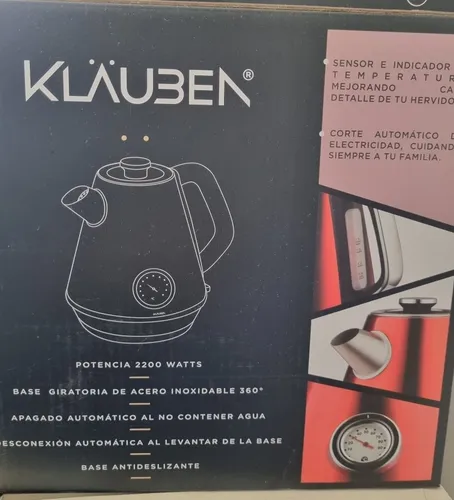 KLÄUBEN®
SENSOR E INDICADOR
MEJORANDO
DETALLE DE TU HERVIDO
CORTE AUTOMÁTICO
ELECTRICIDAD, CUIDAND
SIEMPRE A TU FAMILIA.
POTENCIA 2200 WATTS
BASE GIRATORIA DE ACERO INOXIDABLE 360°
APAGADO AUTOMÁTICO AL NO CONTENER AGUA
DESCONEXIÓN AUTOMÁTICA AL LEVANTAR DE LA BASE
BASE ANTIDESLIZANTE